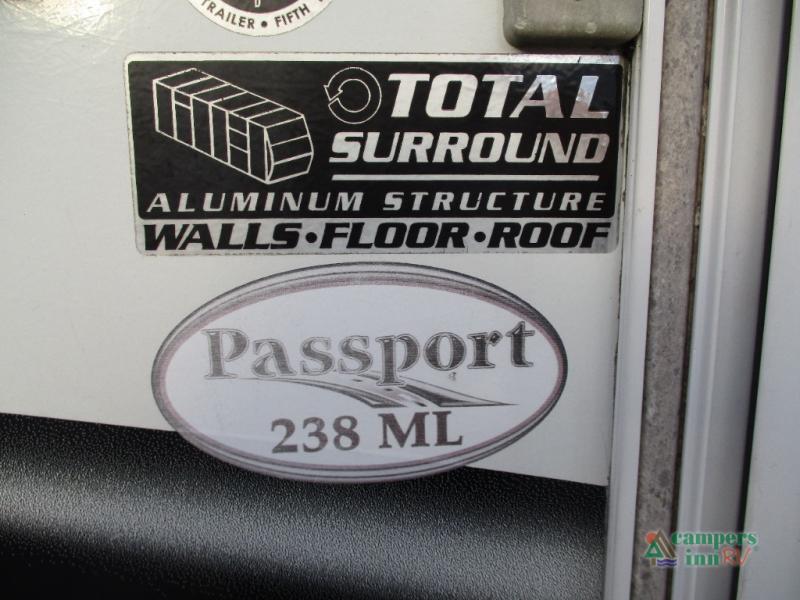 TRAILER • FIFTH
TOTAL
SURROUND
ALUMINUM STRUCTURE
WALLS • FLOOR • ROOF
Passport
238 ML
campers
inn RV